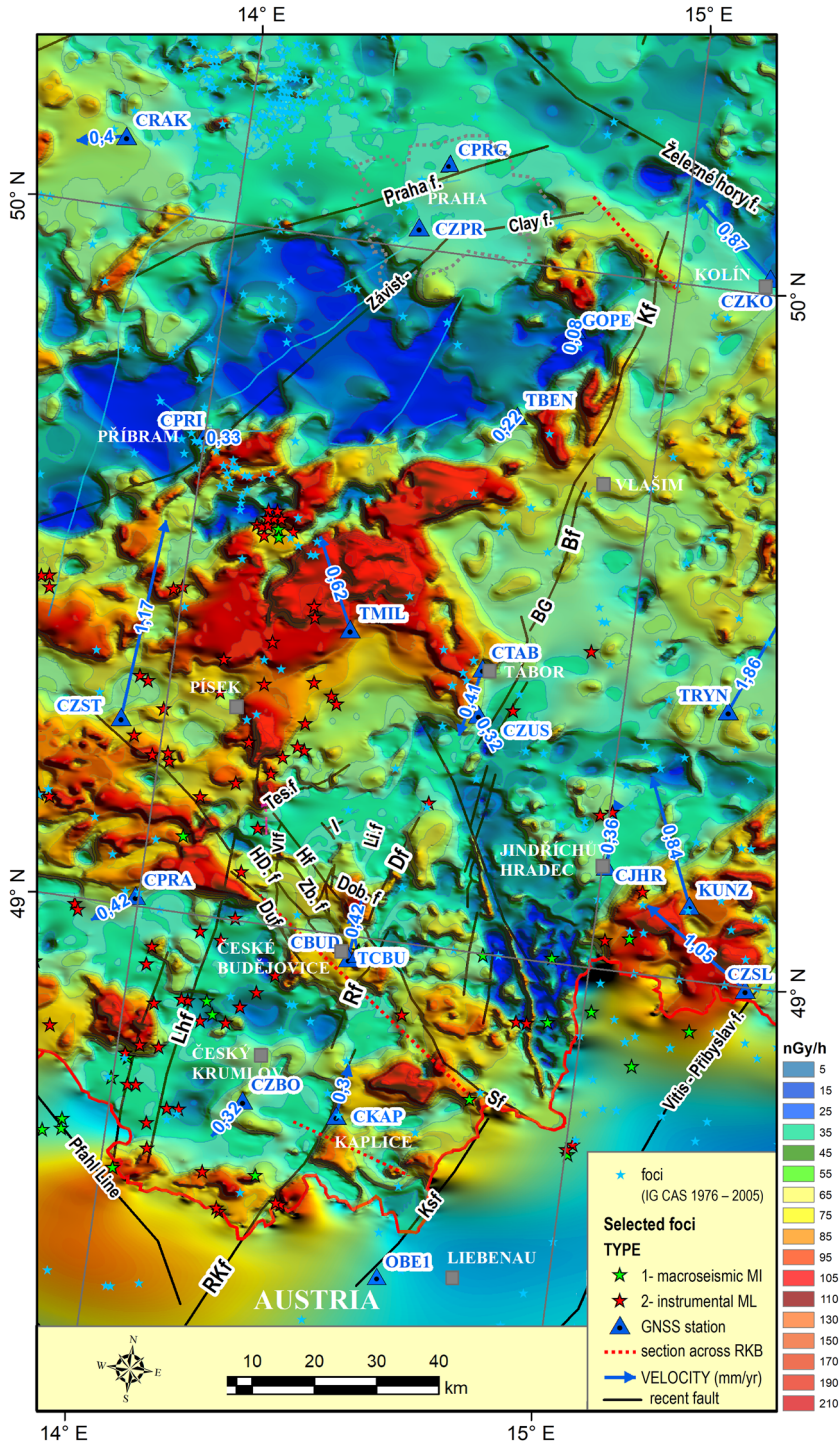 14° E
15° E
50° N
CRAK
0,4
CPRG
Praha f.
PRAHA
Železné hory f.
CZPR
Clay f.
Závist -
0,87
KOLÍN
CZKO
50° N
Kf
GOPE
0,08
TBEN
0,22
CPRI
PŘÍBRAM
0,33
VLAŠIM
Bf
1,17
0,62
TMIL
BG
CTAB
TÁBOR
1,86
TRYN
PÍSEK
CZST
0,41
0,32
CZUS
Tes.f
Vlf
Hf
-I-
Li.f
Df
HD. f
Zb. f
Dob. f
Duf
JINDŘICHŮV
HRADEC
0,36
CJHR
0,84
KUNZ
49° N
CPRA
0,42
0,42
CBUD
TCBU
ČESKÉ
BUDĚJOVICE
1,05
CZSL
49° N
Rf
Lhf
ČESKÝ
KRUMLOV
CZBO
0,32
0,3
CKAP
KAPLICE
Sf
Vitis - Přibyslav f.
Pfahl Line
Ksf
RKf
OBE1
LIEBENAU
AUSTRIA
nGy/h
5
15
25
35
45
55
65
75
85
95
105
110
130
150
170
190
210
foci
(IG CAS 1976 – 2005)
Selected foci
TYPE
1- macroseismic MI
2- instrumental ML
GNSS station
section across RKB
VELOCITY (mm/yr)
recent fault
N
W
E
S
10 20 30 40
km
14° E
15° E